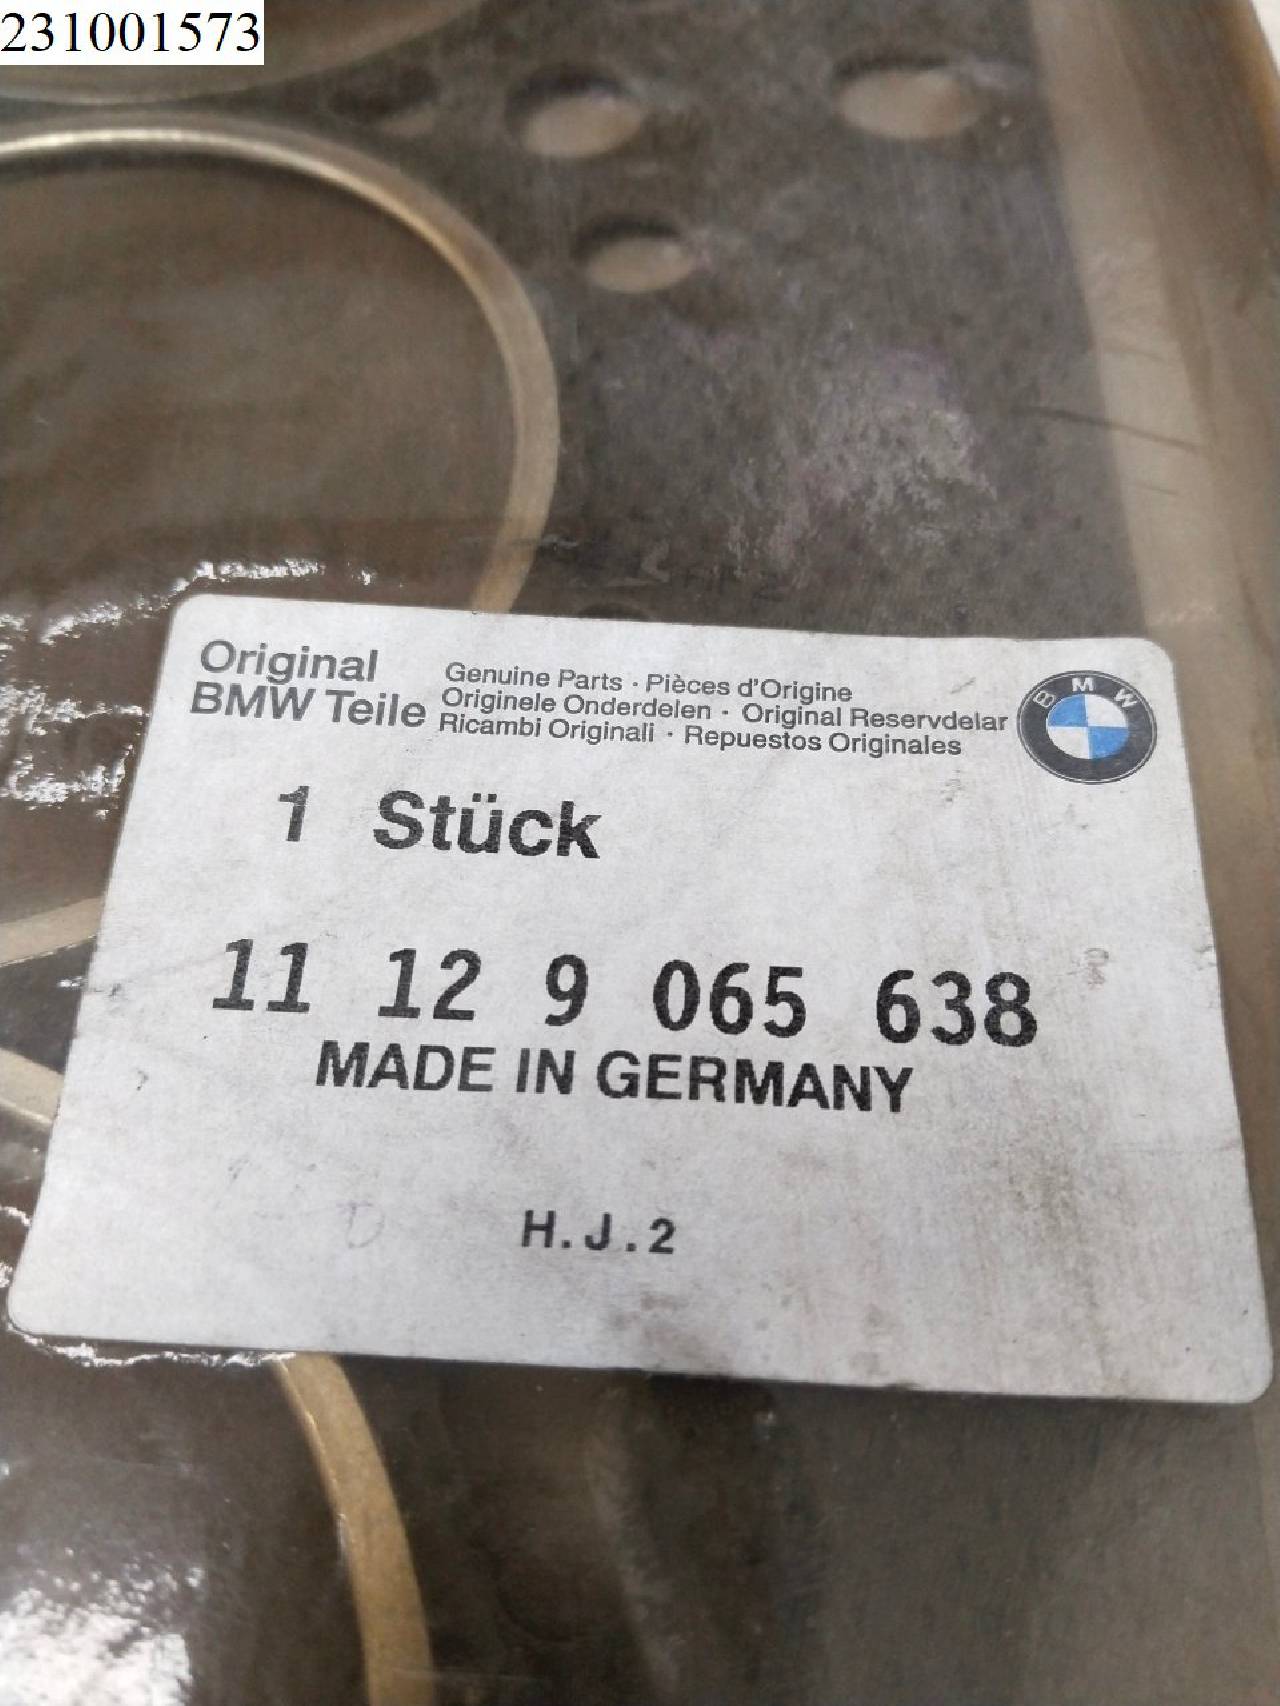 231001573
Original
BMW Teile
Genuine Parts · Pièces d'Origine
Originele Onderdelen · Original Reservdelar
Ricambi Originali · Repuestos Originales
BMW
1 Stück
11 12 9 065 638
MADE IN GERMANY
H.J.2